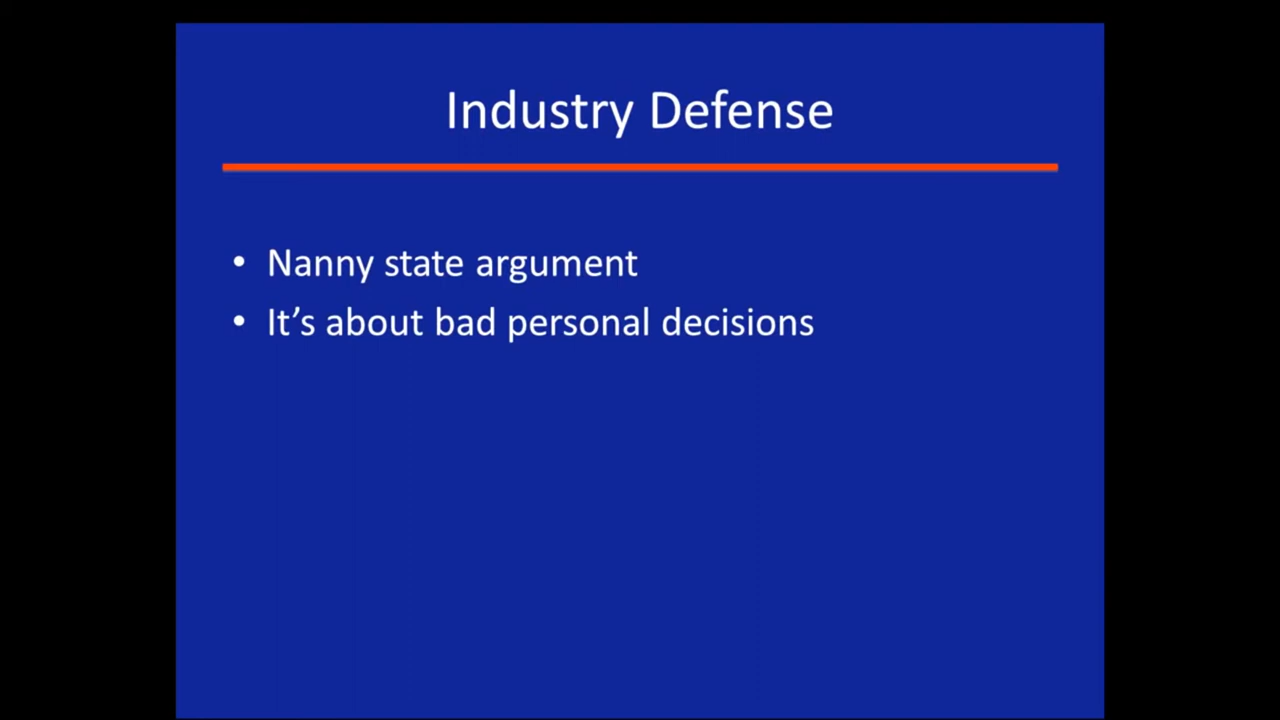 Industry Defense
• Nanny state argument
• It’s about bad personal decisions